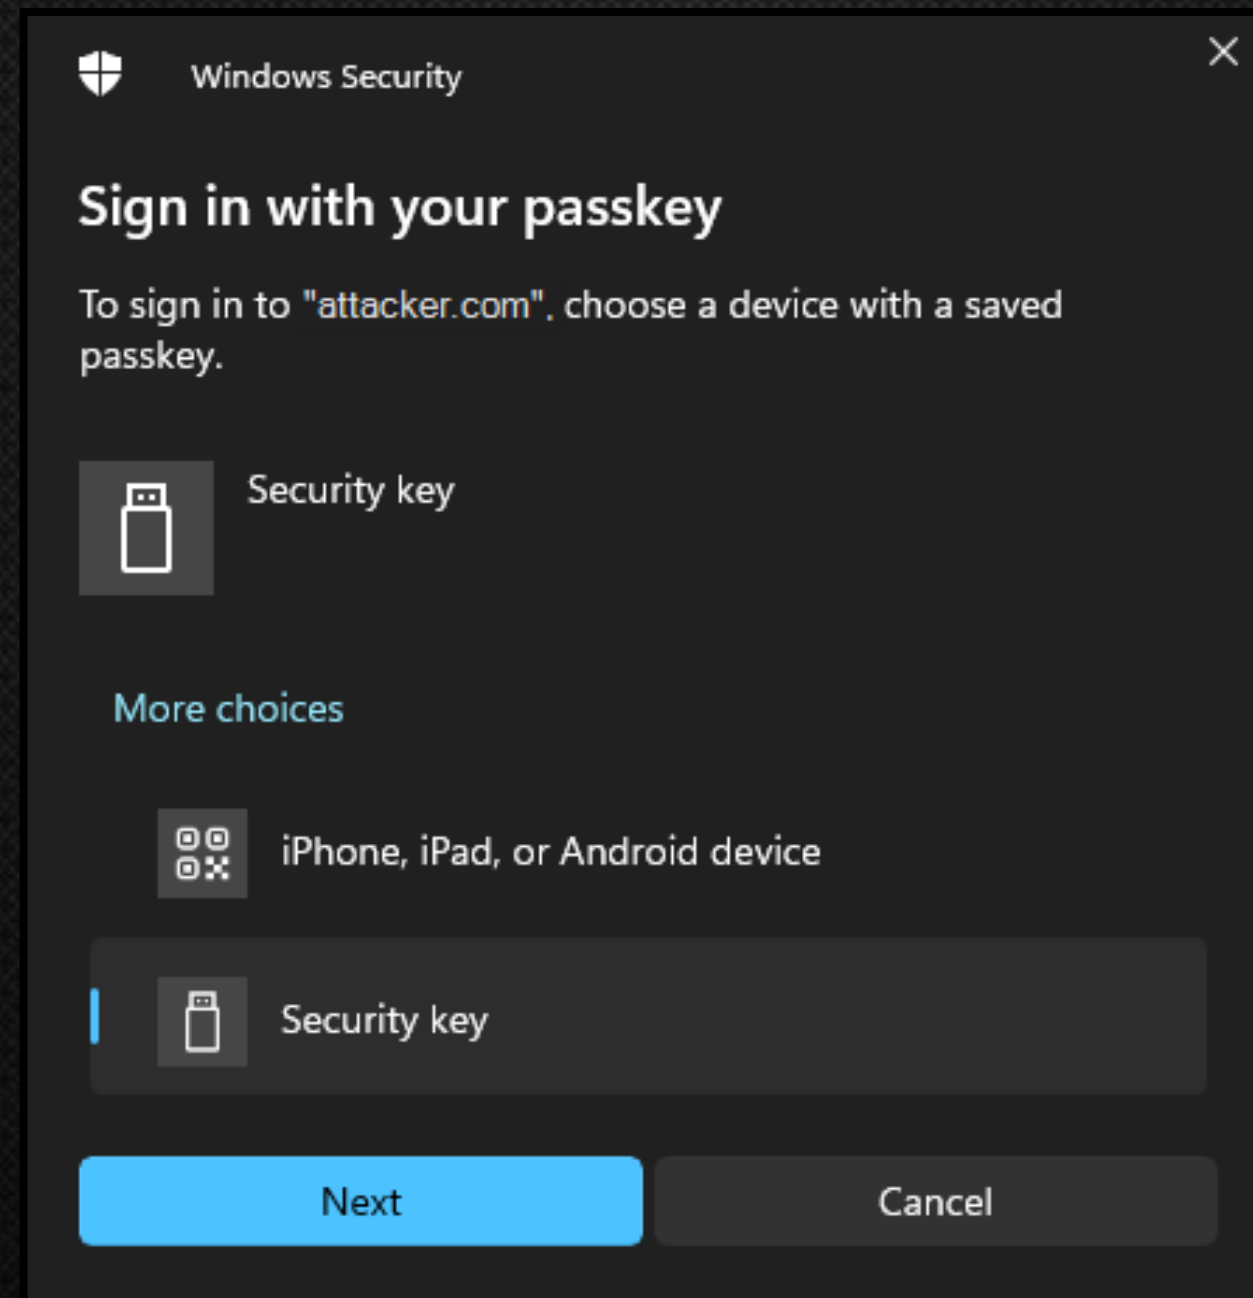 Windows Security
Sign in with your passkey
To sign in to "attacker.com", choose a device with a saved
passkey.
Security key
More choices
iPhone, iPad, or Android device
Security key
Next
Cancel